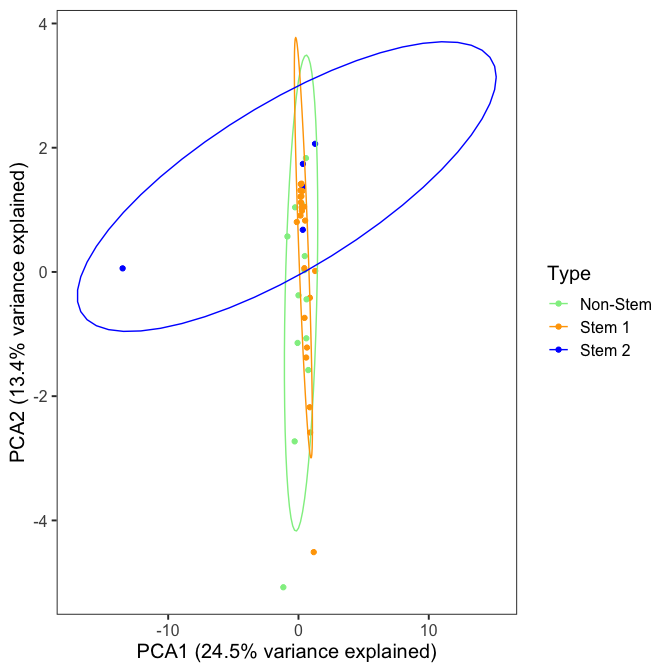 4
2
0
-2
-4
PCA2 (13.4% variance explained)
-10
0
10
PCA1 (24.5% variance explained)
Type
Non-Stem
Stem 1
Stem 2